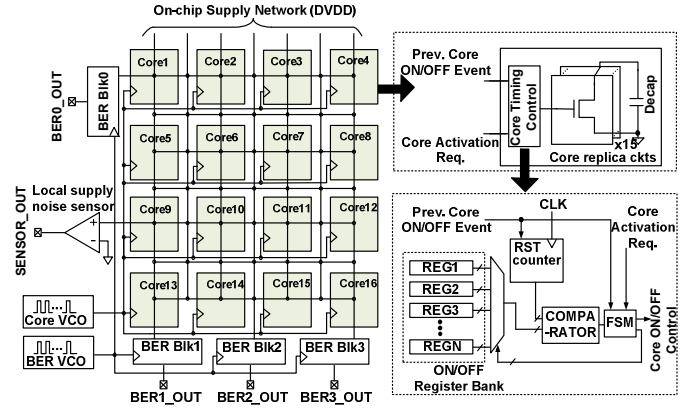 On-chip Supply Network (DVDD)
Core1
Core2
Core3
Core4
BER Blk0
BER0_OUT
Core5
Core6
Core7
Core8
Local supply
noise sensor
SENSOR_OUT
+
-
Core9
Core10
Core11
Core12
Core13
Core14
Core15
Core16
Core VCO
BER VCO
BER Blk1
BER Blk2
BER Blk3
BER1_OUT
BER2_OUT
BER3_OUT
Prev. Core
ON/OFF Event
Core Activation
Req.
Core Timing
Control
Decap
x15
Core replica ckts
Prev. Core
ON/OFF Event
CLK
Core
Activation
Req.
RST
counter
REG1
REG2
REG3
REGN
ON/OFF
Register Bank
COMPA
-RATOR
FSM
Core ON/OFF
Control